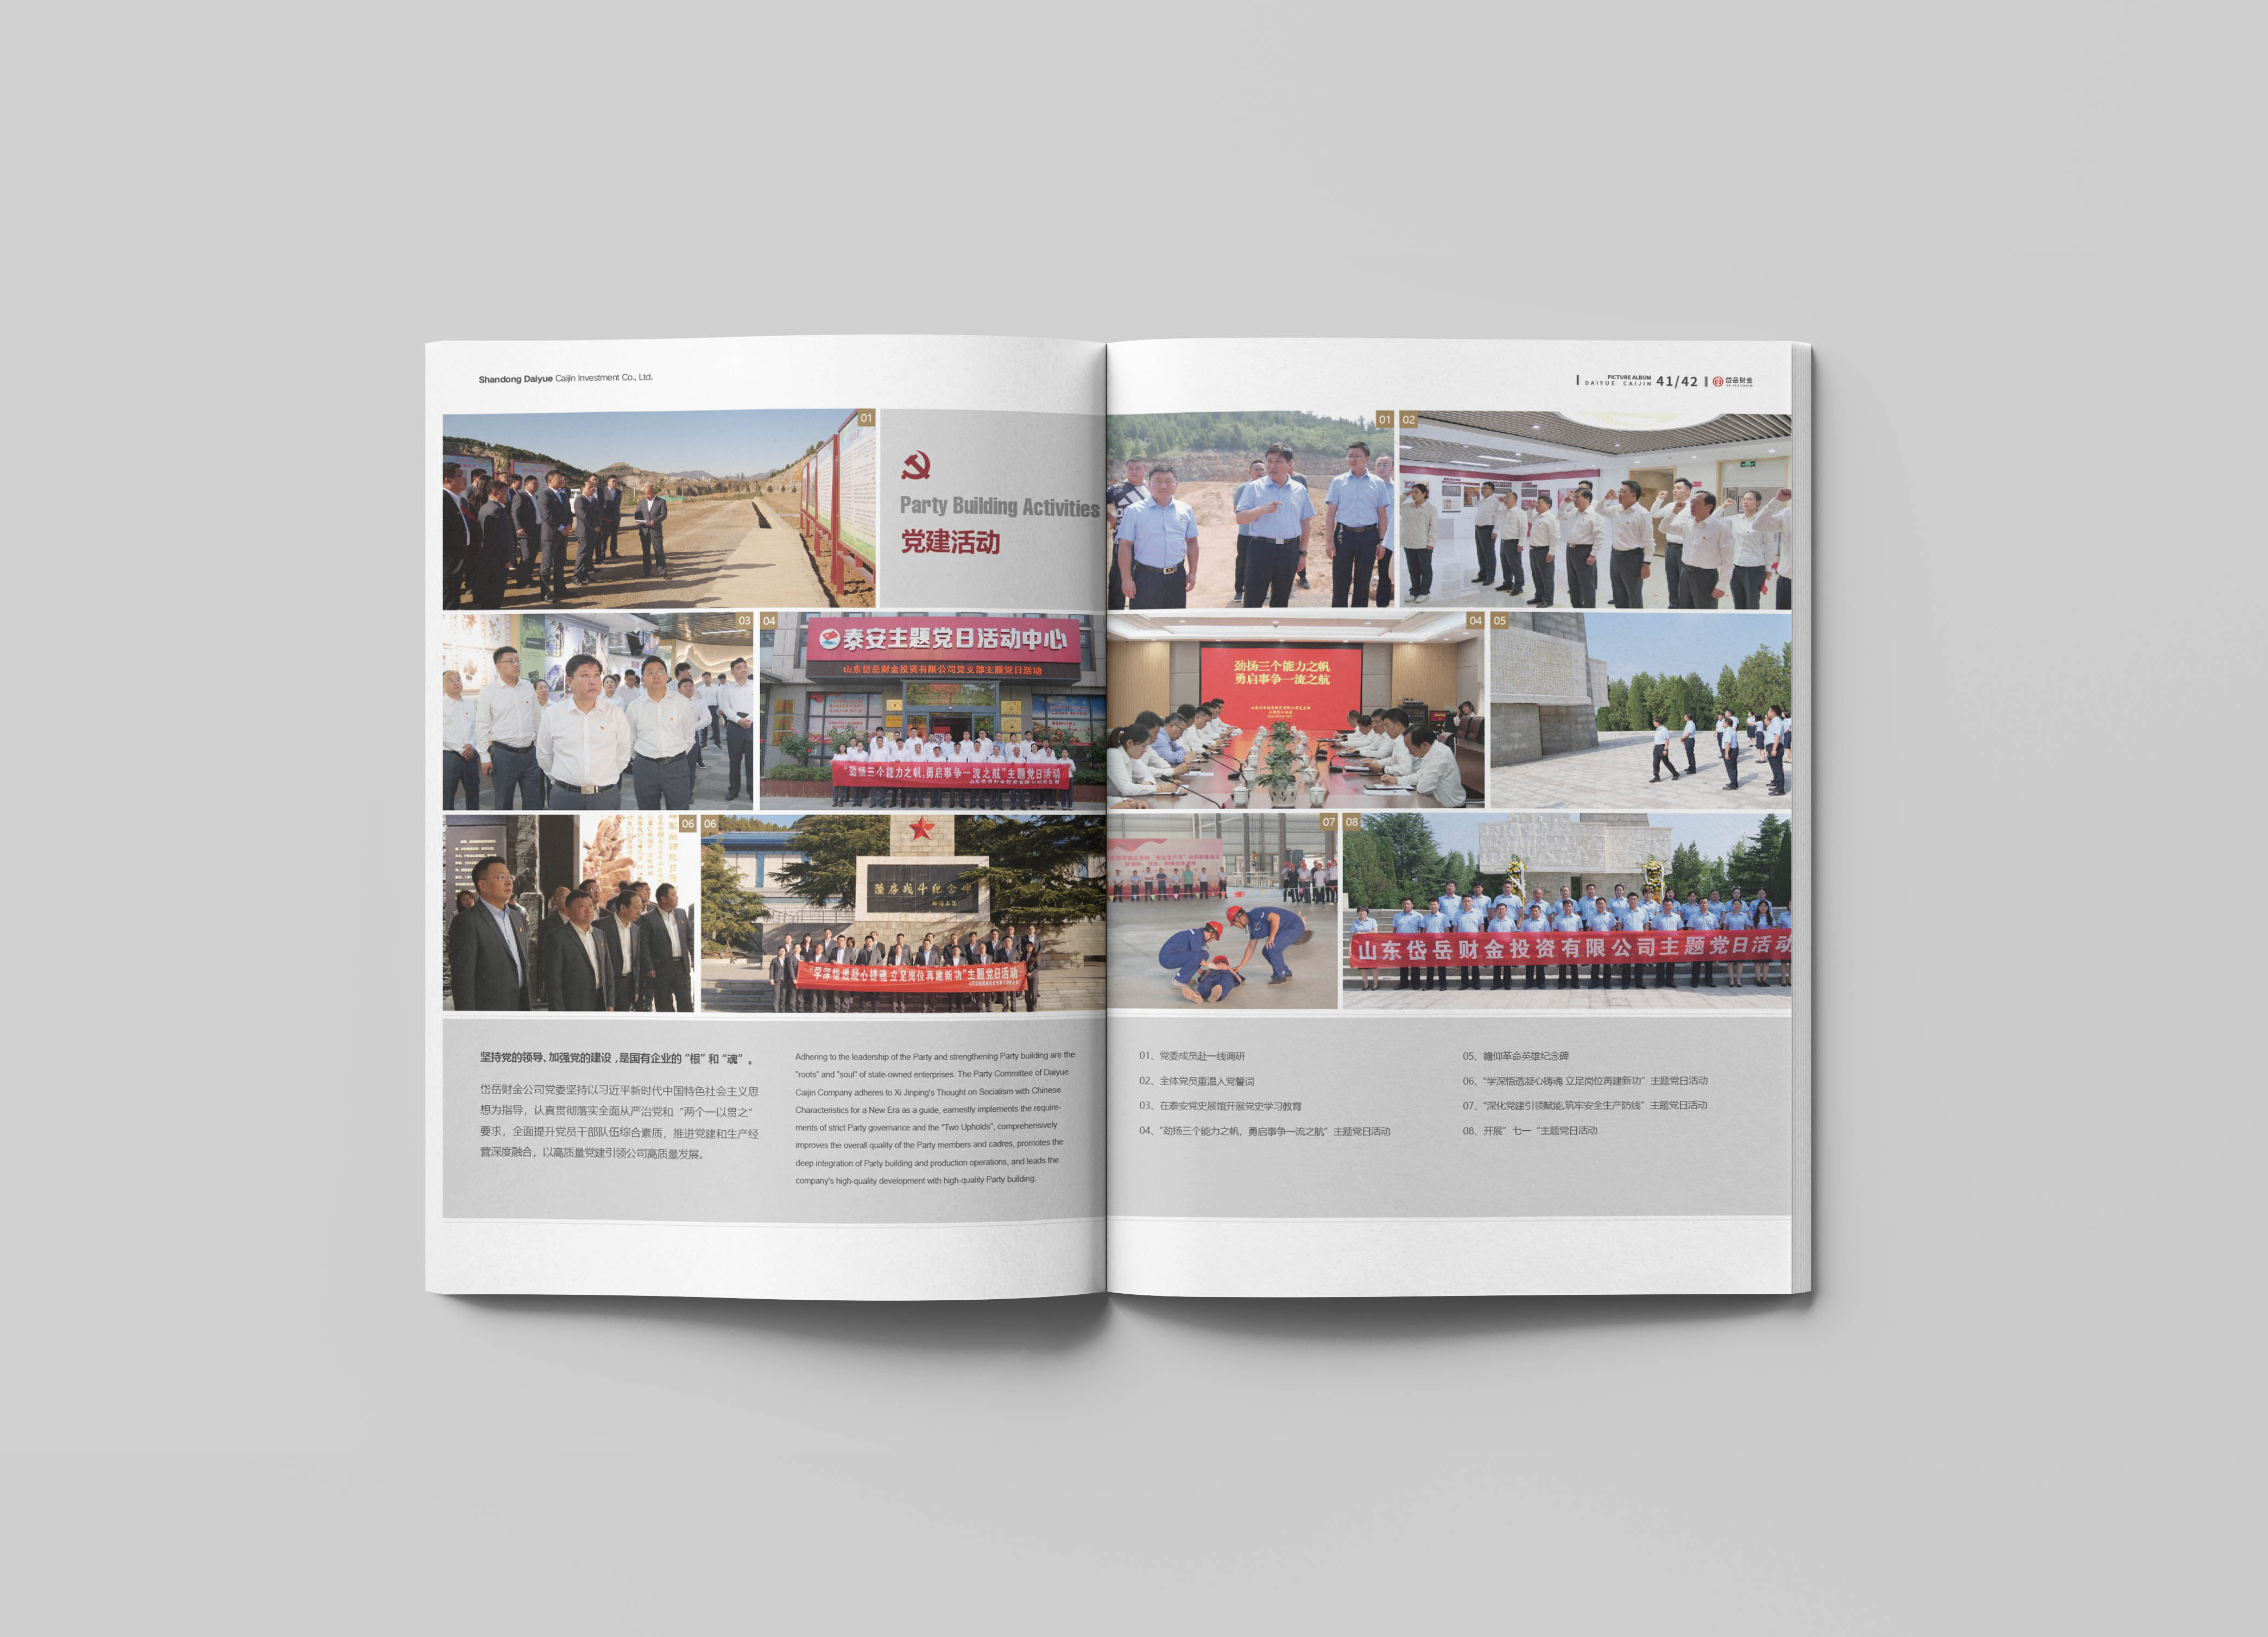 Shandong Daiyue Caijin Investment Co., Ltd.
01
Party Building Activities
党建活动
03
04
泰安主题党日活动中心
山东岱岳财金投资有限公司党支部主题党日活动
“劲扬三个能力之帆,勇启事争一流之航”主题党日活动
06
06
陆房战斗纪念碑
“学深悟透凝心铸魂 立足岗位再建新功”主题党日活动
坚持党的领导、加强党的建设，是国有企业的“根”和“魂”。
岱岳财金公司党委坚持以习近平新时代中国特色社会主义思
想为指导，认真贯彻落实全面从严治党和“两个一以贯之”
要求，全面提升党员干部队伍综合素质，推进党建和生产经
营深度融合，以高质量党建引领公司高质量发展。
Adhering to the leadership of the Party and strengthening Party building are the
"roots" and "soul" of state-owned enterprises. The Party Committee of Daiyue
Caijin Company adheres to Xi Jinping's Thought on Socialism with Chinese
Characteristics for a New Era as a guide, earnestly implements the require-
ments of strict Party governance and the "Two Upholds", comprehensively
improves the overall quality of the Party members and cadres, promotes the
deep integration of Party building and production operations, and leads the
company's high-quality development with high-quality Party building.
PICTURE ALBUM
DAIYUE CAIJIN
41/42
岱岳财金
01
02
04
劲扬三个能力之帆
勇启事争一流之航
05
07
08
山东岱岳财金投资有限公司主题党日活动
01、党委成员赴一线调研
02、全体党员重温入党誓词
03、在泰安党史展馆开展党史学习教育
04、“劲扬三个能力之帆，勇启事争一流之航”主题党日活动
05、瞻仰革命英雄纪念碑
06、“学深悟透凝心铸魂 立足岗位再建新功”主题党日活动
07、“深化党建引领赋能,筑牢安全生产防线”主题党日活动
08、开展”七一“主题党日活动